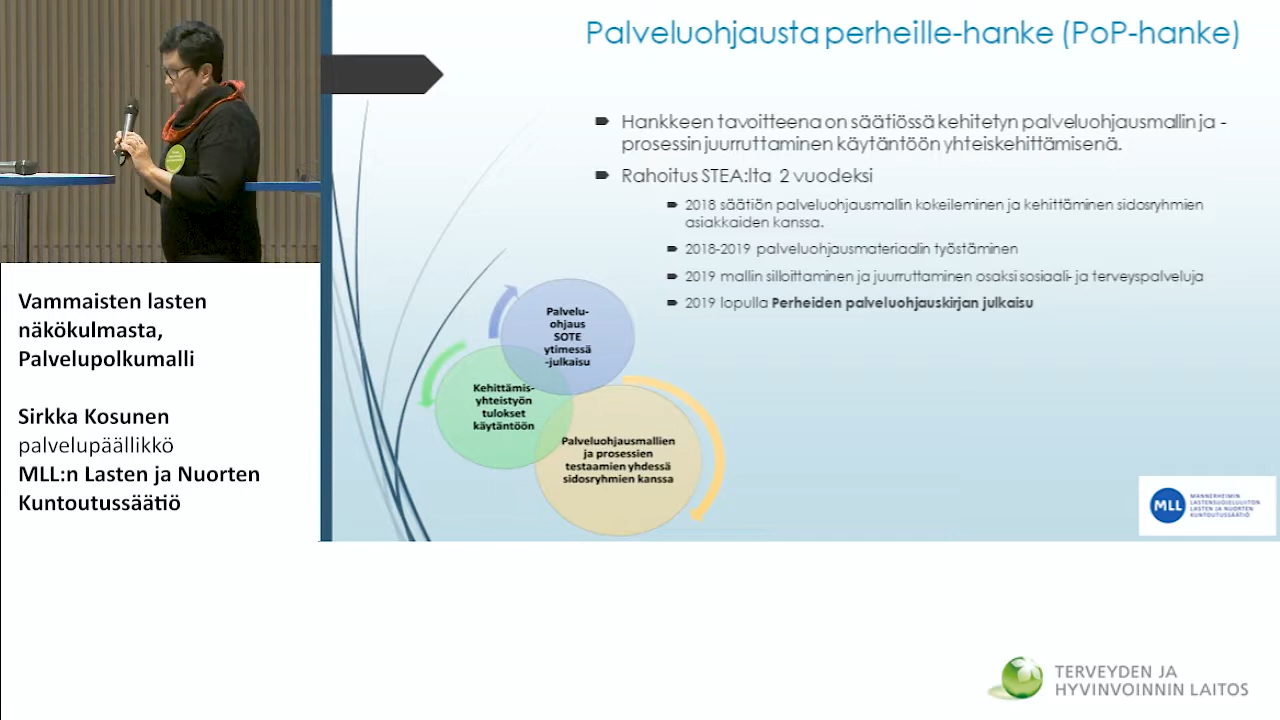 Palveluohjausta perheille-hanke (PoP-hanke)
Hankkeen tavoitteena on säätiössä kehitetyn palveluohjausmallin ja -
prosessin juurruttaminen käytäntöön yhteiskehittämisenä.
Rahoitus STEA:lta 2 vuodeksi
2018 säätiön palveluohjausmallin kokeileminen ja kehittäminen sidosryhmien
asiakkaiden kanssa.
2018-2019 palveluohjausmateriaalin työstäminen
2019 mallin silloittaminen ja juurruttaminen osaksi sosiaali- ja terveyspalveluja
2019 lopulla Perheiden palveluohjauskirjan julkaisu
Palvelu-
ohjaus
SOTE
ytimessä
-julkaisu
Kehittämis-
yhteistyön
tulokset
käytäntöön
Palveluohjausmallien
ja prosessien
testaamien yhdessä
sidosryhmien kanssa
MLL
MANNERHEIMIN
LASTENSUOJELULIITON
LASTEN JA NUORTEN
KUNTOUTUSSÄÄTIÖ
Vammaisten lasten
näkökulmasta,
Palvelupolkumalli
Sirkka Kosunen
palvelupäällikkö
MLL:n Lasten ja Nuorten
Kuntoutussäätiö
TERVEYDEN JA
HYVINVOINNIN LAITOS